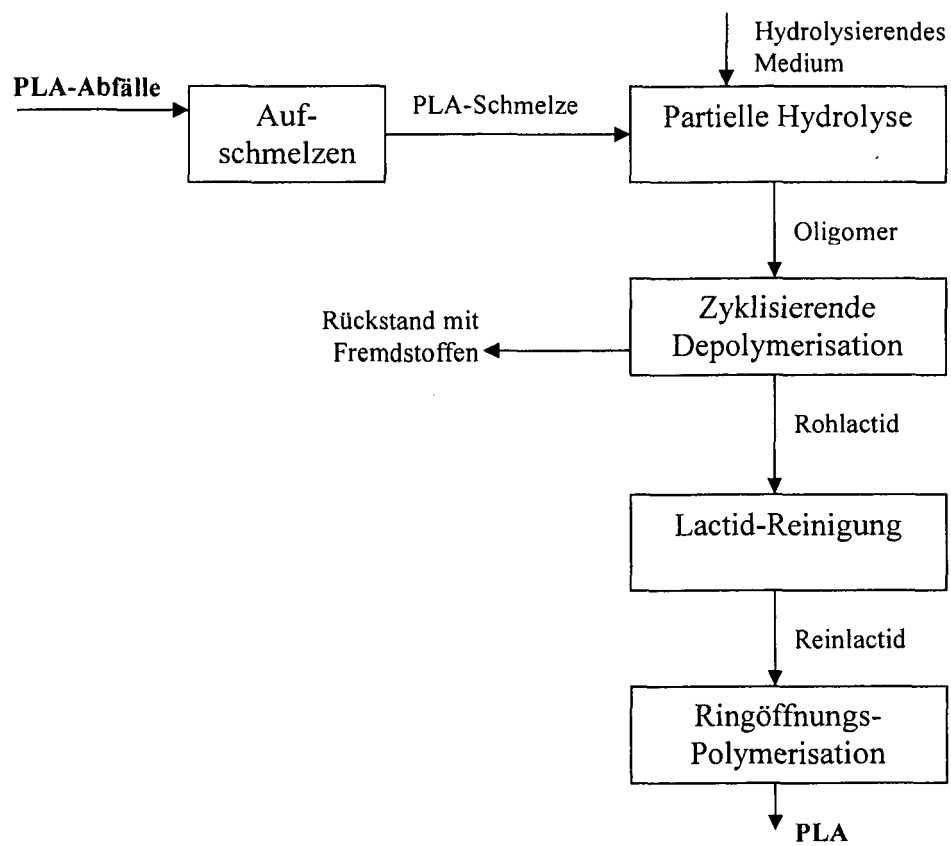 Hydrolysierendes
Medium
PLA-Abfälle
Auf-
schmelzen
PLA-Schmelze
Partielle Hydrolyse
Oligomer
Zyklisierende
Depolymerisation
Rückstand mit
Fremdstoffen
Rohlactid
Lactid-Reinigung
Reinlactid
Ringöffnungs-
Polymerisation
PLA